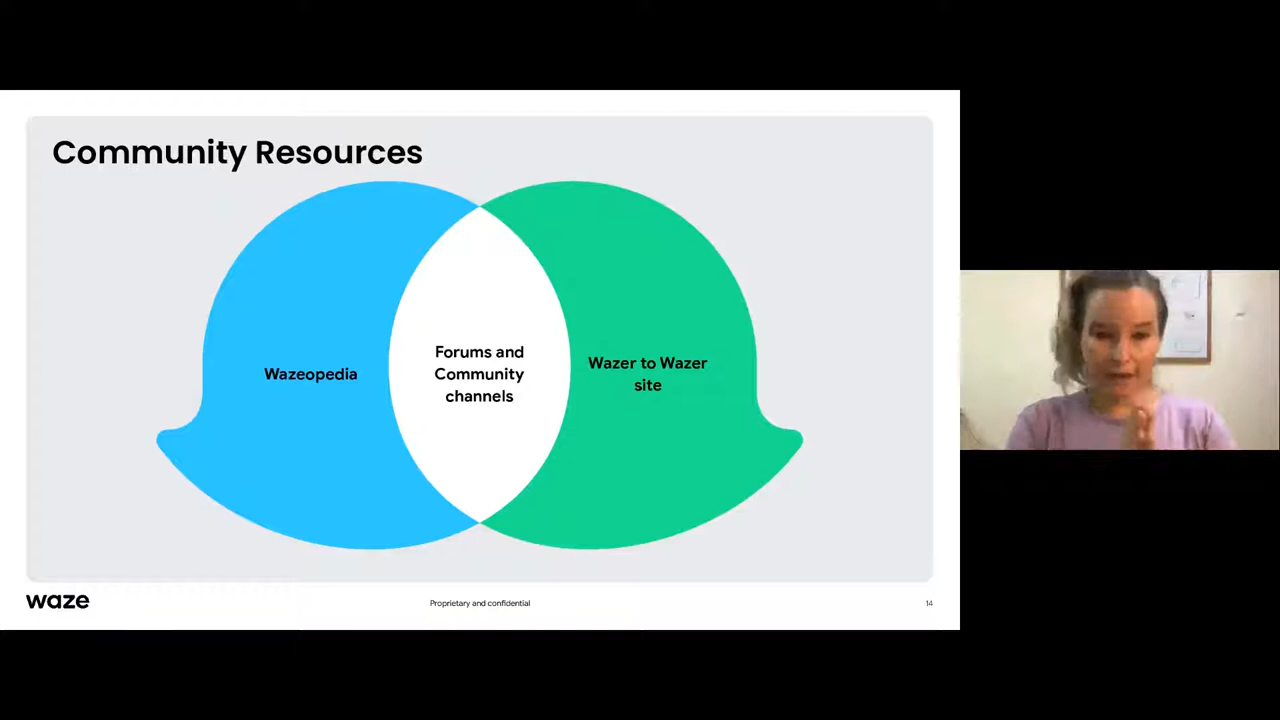 Community Resources
Wazeopedia
Forums and
Community
channels
Wazer to Wazer
site
waze
Proprietary and confidential
14